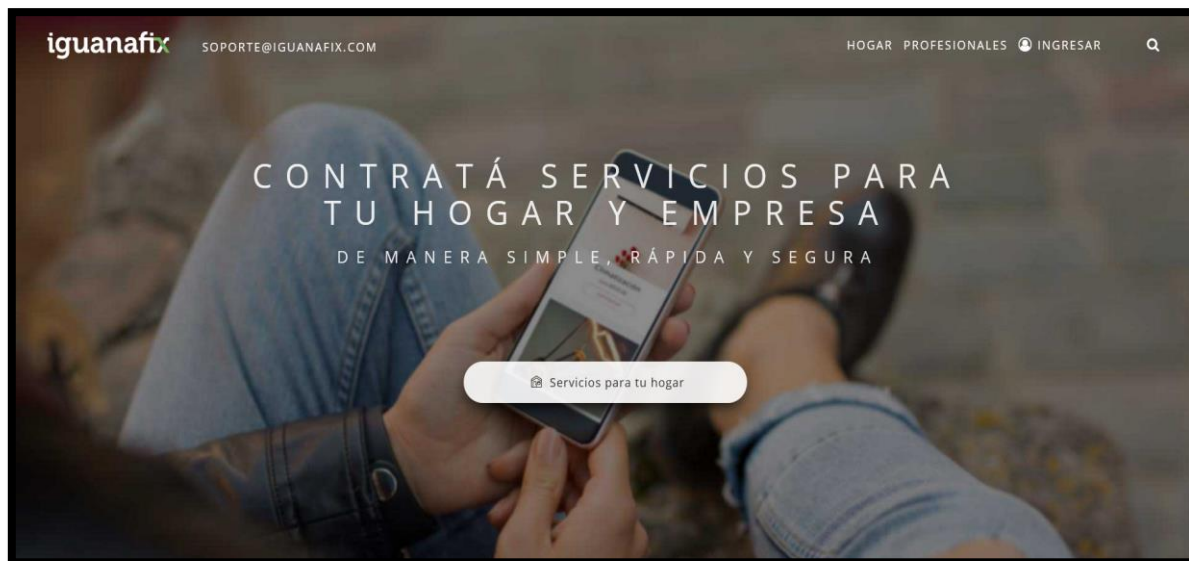 iguanafix
SOPORTE@IGUANAFIX.COM
HOGAR PROFESIONALES INGRESAR
CONTRATÁ SERVICIOS PARA
TU HOGAR Y EMPRESA
DE MANERA SIMPLE, RÁPIDA Y SEGURA
Climatización
Servicios para tu hogar